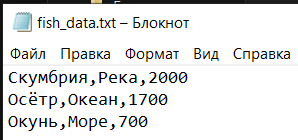 fish_data.txt – Блокнот
Файл Правка Формат Вид Справка
Скумбрия,Река,2000
Осётр,Океан,1700
Окунь,Море,700